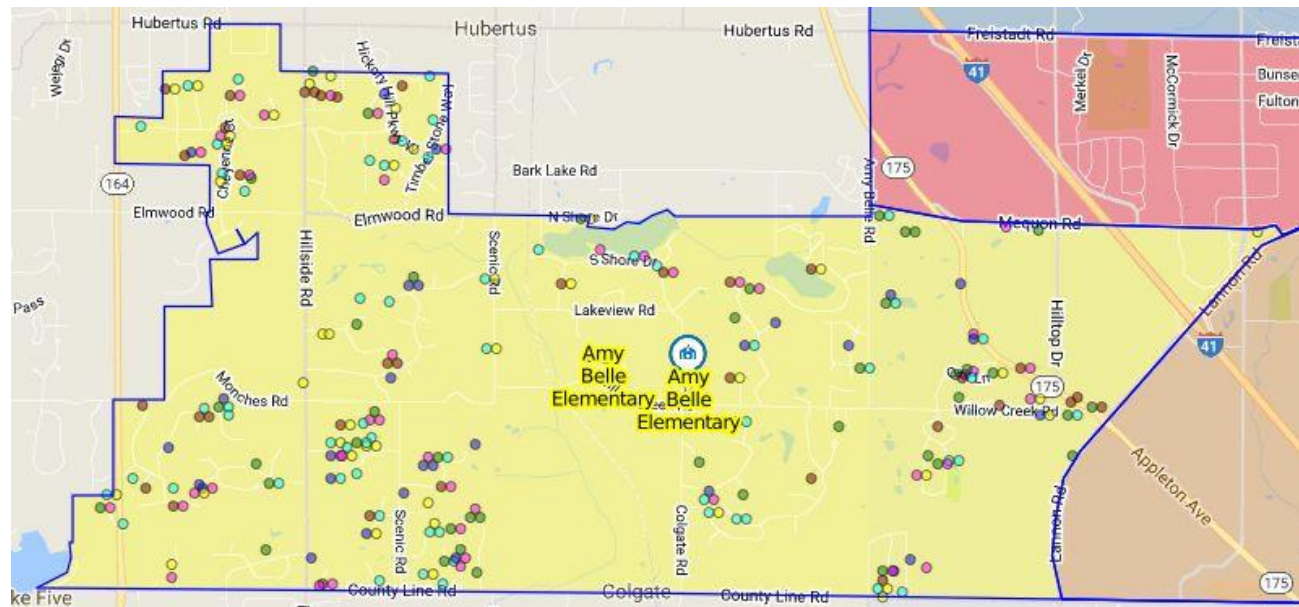 Hubertus Rd
Hubertus
Hubertus Rd
Freistadt Rd
Freist
WeJegi Dr
Hickory Hill Pkwy
41
Merkel Dr
McCormick Dr
Bunse
Fulton
Timber Stone
Cheyenne Ct
Bark Lake Rd
175
Amy Belle Rd
164
Elmwood Rd
Elmwood Rd
N Shore Dr
Mequon Rd
Hillside Rd
Scenic Rd
S Shore Dr
Lannon Rd
Pass
Lakeview Rd
Hilltop Dr
41
Amy
Belle
Elementary
Amy
Belle
Elementary
175
Monches Rd
Willow Creek Rd
Appleton Ave
Scenic Rd
Colgate Rd
Lannon Rd
175
County Line Rd
Colgate
County Line Rd
ke Five